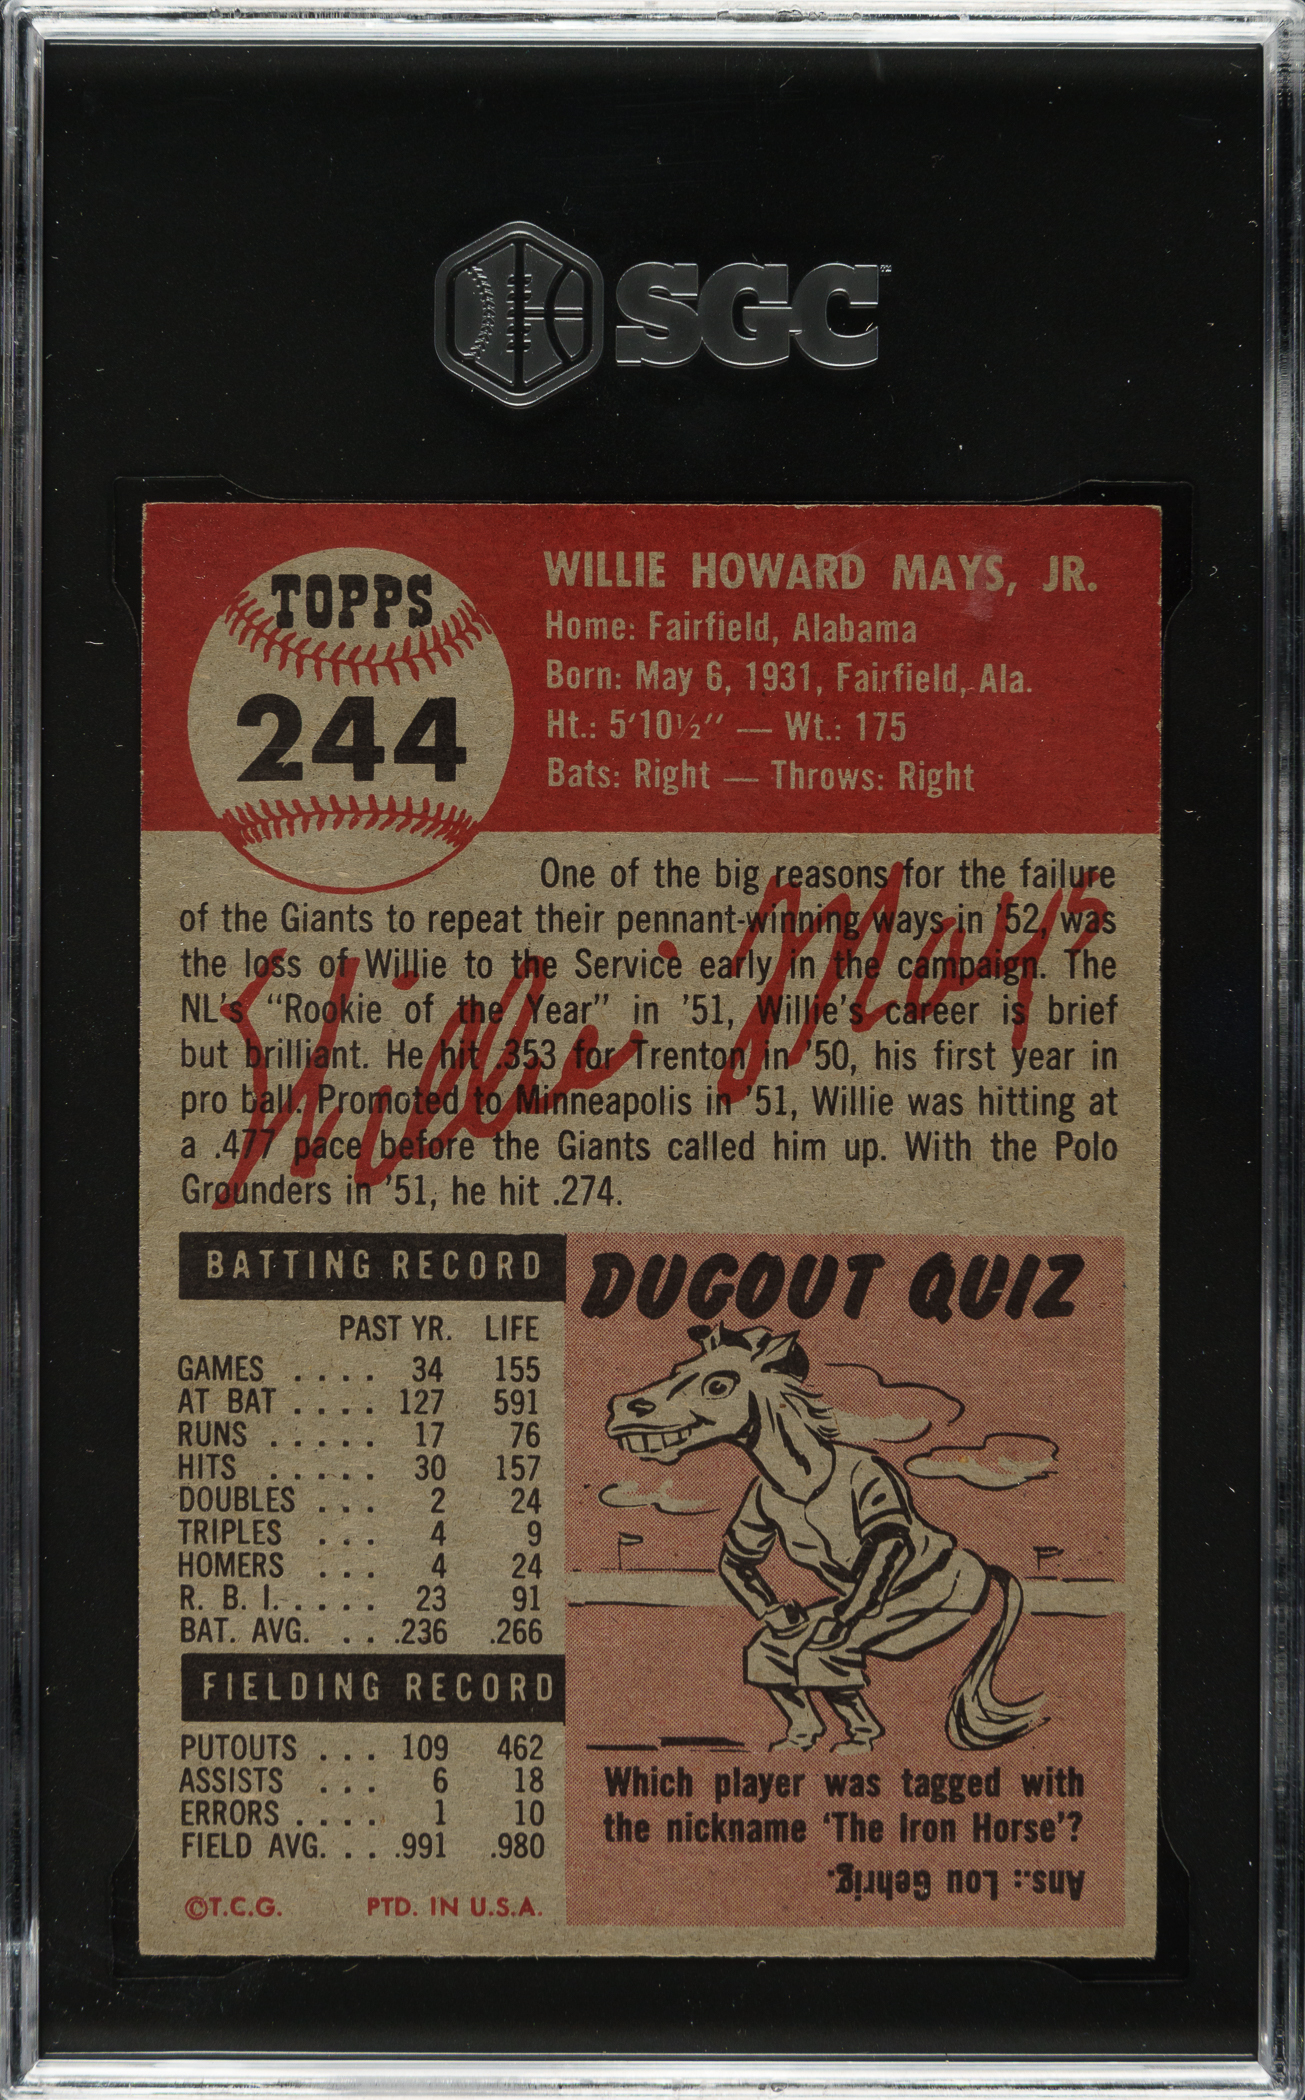 SGC
TOPPS
244
WILLIE HOWARD MAYS, JR.
Home: Fairfield, Alabama
Born: May 6, 1931, Fairfield, Ala.
Ht.: 5'10½" — Wt.: 175
Bats: Right — Throws: Right
One of the big reasons for the failure
of the Giants to repeat their pennant-winning ways in '52, was
the loss of Willie to the Service early in the campaign. The
NL's "Rookie of the Year" in '51, Willie's career is brief
but brilliant. He hit .353 for Trenton in '50, his first year in
pro ball. Promoted to Minneapolis in '51, Willie was hitting at
a .477 pace before the Giants called him up. With the Polo
Grounders in '51, he hit .274.
Willie Mays
BATTING RECORD
PAST YR. LIFE
GAMES . . . . 34 155
AT BAT . . . . 127 591
RUNS . . . . . 17 76
HITS . . . . . 30 157
DOUBLES . . . 2 24
TRIPLES . . . 4 9
HOMERS . . . 4 24
R. B. I. . . . . 23 91
BAT. AVG. . . .236 .266
FIELDING RECORD
PUTOUTS . . . 109 462
ASSISTS . . . 6 18
ERRORS . . . . 1 10
FIELD AVG. . . .991 .980
©T.C.G. PTD. IN U.S.A.
DUGOUT QUIZ
Which player was tagged with
the nickname 'The Iron Horse'?
Ans.: Lou Gehrig.